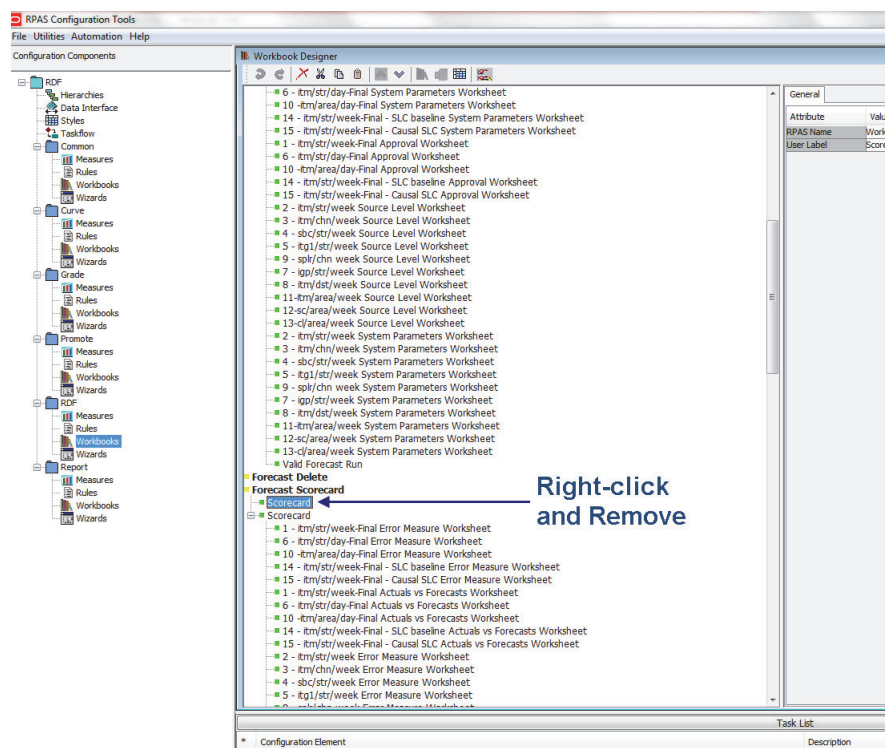 RPAS Configuration Tools
File Utilities Automation Help
Configuration Components
RDF
Hierarchies
Data Interface
Styles
Taskflow
Common
Measures
Rules
Workbooks
Wizards
Curve
Measures
Rules
Workbooks
Wizards
Grade
Measures
Rules
Workbooks
Wizards
Promote
Measures
Rules
Workbooks
Wizards
RDF
Measures
Rules
Workbooks
Wizards
Report
Measures
Rules
Workbooks
Wizards
Workbook Designer
6 - itm/str/day-Final System Parameters Worksheet
10 -itm/area/day-Final System Parameters Worksheet
14 - itm/str/week-Final - SLC baseline System Parameters Worksheet
15 - itm/str/week-Final - Causal SLC System Parameters Worksheet
1 - itm/str/week-Final Approval Worksheet
6 - itm/str/day-Final Approval Worksheet
10 -itm/area/day-Final Approval Worksheet
14 - itm/str/week-Final - SLC baseline Approval Worksheet
15 - itm/str/week-Final - Causal SLC Approval Worksheet
2 - itm/str/week Source Level Worksheet
3 - itm/chn/week Source Level Worksheet
4 - sbc/str/week Source Level Worksheet
5 - itg1/str/week Source Level Worksheet
9 - splr/chn week Source Level Worksheet
7 - igp/str/week Source Level Worksheet
8 - itm/dst/week Source Level Worksheet
11-itm/area/week Source Level Worksheet
12-sc/area/week Source Level Worksheet
13-cl/area/week Source Level Worksheet
2 - itm/str/week System Parameters Worksheet
3 - itm/chn/week System Parameters Worksheet
4 - sbc/str/week System Parameters Worksheet
5 - itg1/str/week System Parameters Worksheet
9 - splr/chn week System Parameters Worksheet
7 - igp/str/week System Parameters Worksheet
8 - itm/dst/week System Parameters Worksheet
11-itm/area/week System Parameters Worksheet
12-sc/area/week System Parameters Worksheet
13-cl/area/week System Parameters Worksheet
Valid Forecast Run
Forecast Delete
Forecast Scorecard
Scorecard
Scorecard
1 - itm/str/week-Final Error Measure Worksheet
6 - itm/str/day-Final Error Measure Worksheet
10 -itm/area/day-Final Error Measure Worksheet
14 - itm/str/week-Final - SLC baseline Error Measure Worksheet
15 - itm/str/week-Final - Causal SLC Error Measure Worksheet
1 - itm/str/week-Final Actuals vs Forecasts Worksheet
6 - itm/str/day-Final Actuals vs Forecasts Worksheet
10 -itm/area/day-Final Actuals vs Forecasts Worksheet
14 - itm/str/week-Final - SLC baseline Actuals vs Forecasts Worksheet
15 - itm/str/week-Final - Causal SLC Actuals vs Forecasts Worksheet
2 - itm/str/week Error Measure Worksheet
3 - itm/chn/week Error Measure Worksheet
4 - sbc/str/week Error Measure Worksheet
5 - itg1/str/week Error Measure Worksheet
Right-click
and Remove
General
Attribute Valu
RPAS Name Work
User Label Score
Task List
* Configuration Element Description